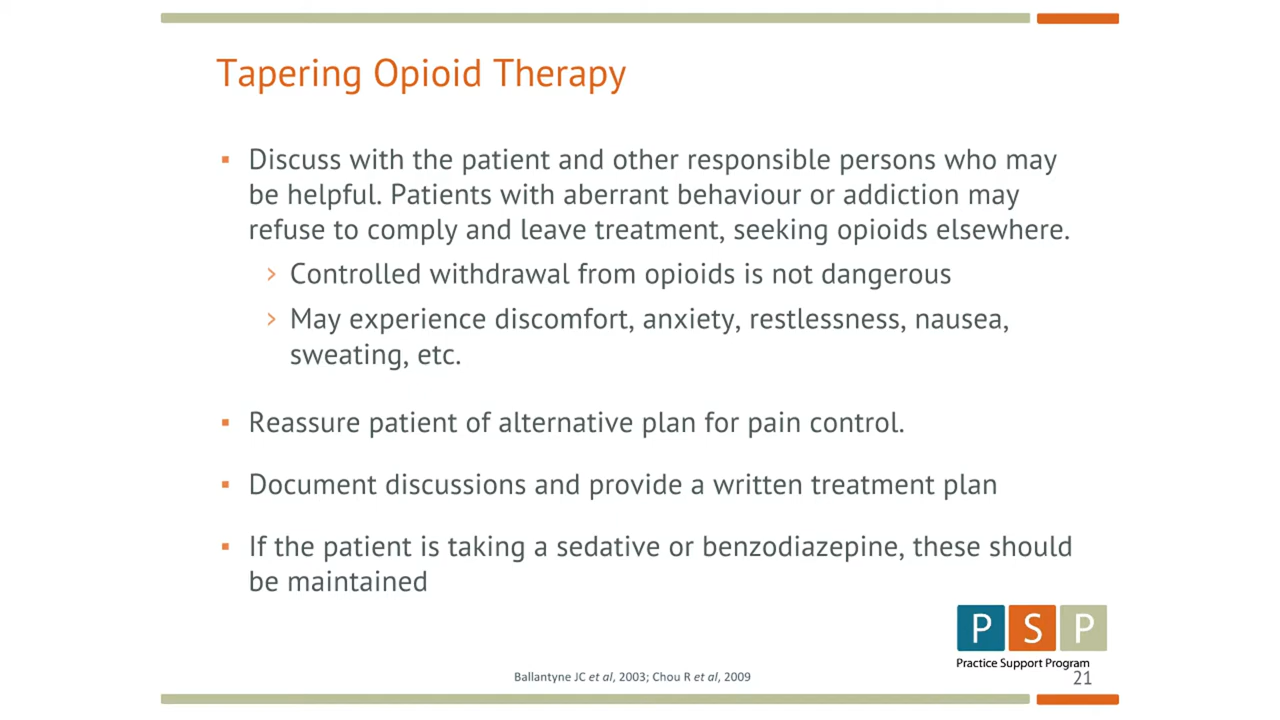 Tapering Opioid Therapy
▪ Discuss with the patient and other responsible persons who may
be helpful. Patients with aberrant behaviour or addiction may
refuse to comply and leave treatment, seeking opioids elsewhere.
› Controlled withdrawal from opioids is not dangerous
› May experience discomfort, anxiety, restlessness, nausea,
sweating, etc.
▪ Reassure patient of alternative plan for pain control.
▪ Document discussions and provide a written treatment plan
▪ If the patient is taking a sedative or benzodiazepine, these should
be maintained
P S P
Practice Support Program
Ballantyne JC et al, 2003; Chou R et al, 2009
21